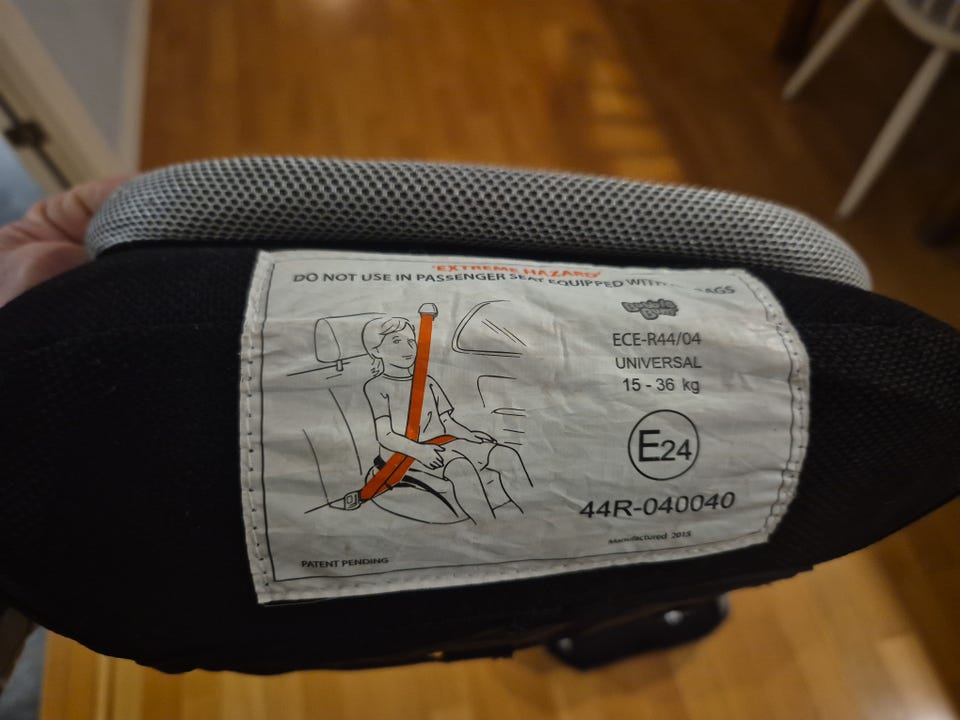 'EXTREME HAZARD'
DO NOT USE IN PASSENGER SEAT EQUIPPED WITH BAGS
ECE-R44/04
UNIVERSAL
15 - 36 kg
E24
44R-040040
Manufactured 2015
PATENT PENDING